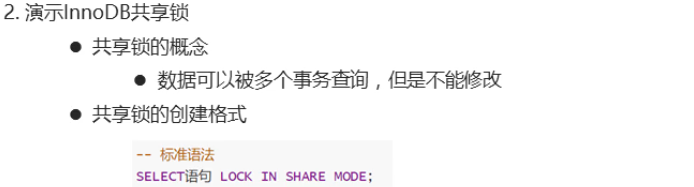 2. 演示InnoDB共享锁
● 共享锁的概念
● 数据可以被多个事务查询，但是不能修改
● 共享锁的创建格式
-- 标准语法
SELECT语句 LOCK IN SHARE MODE;